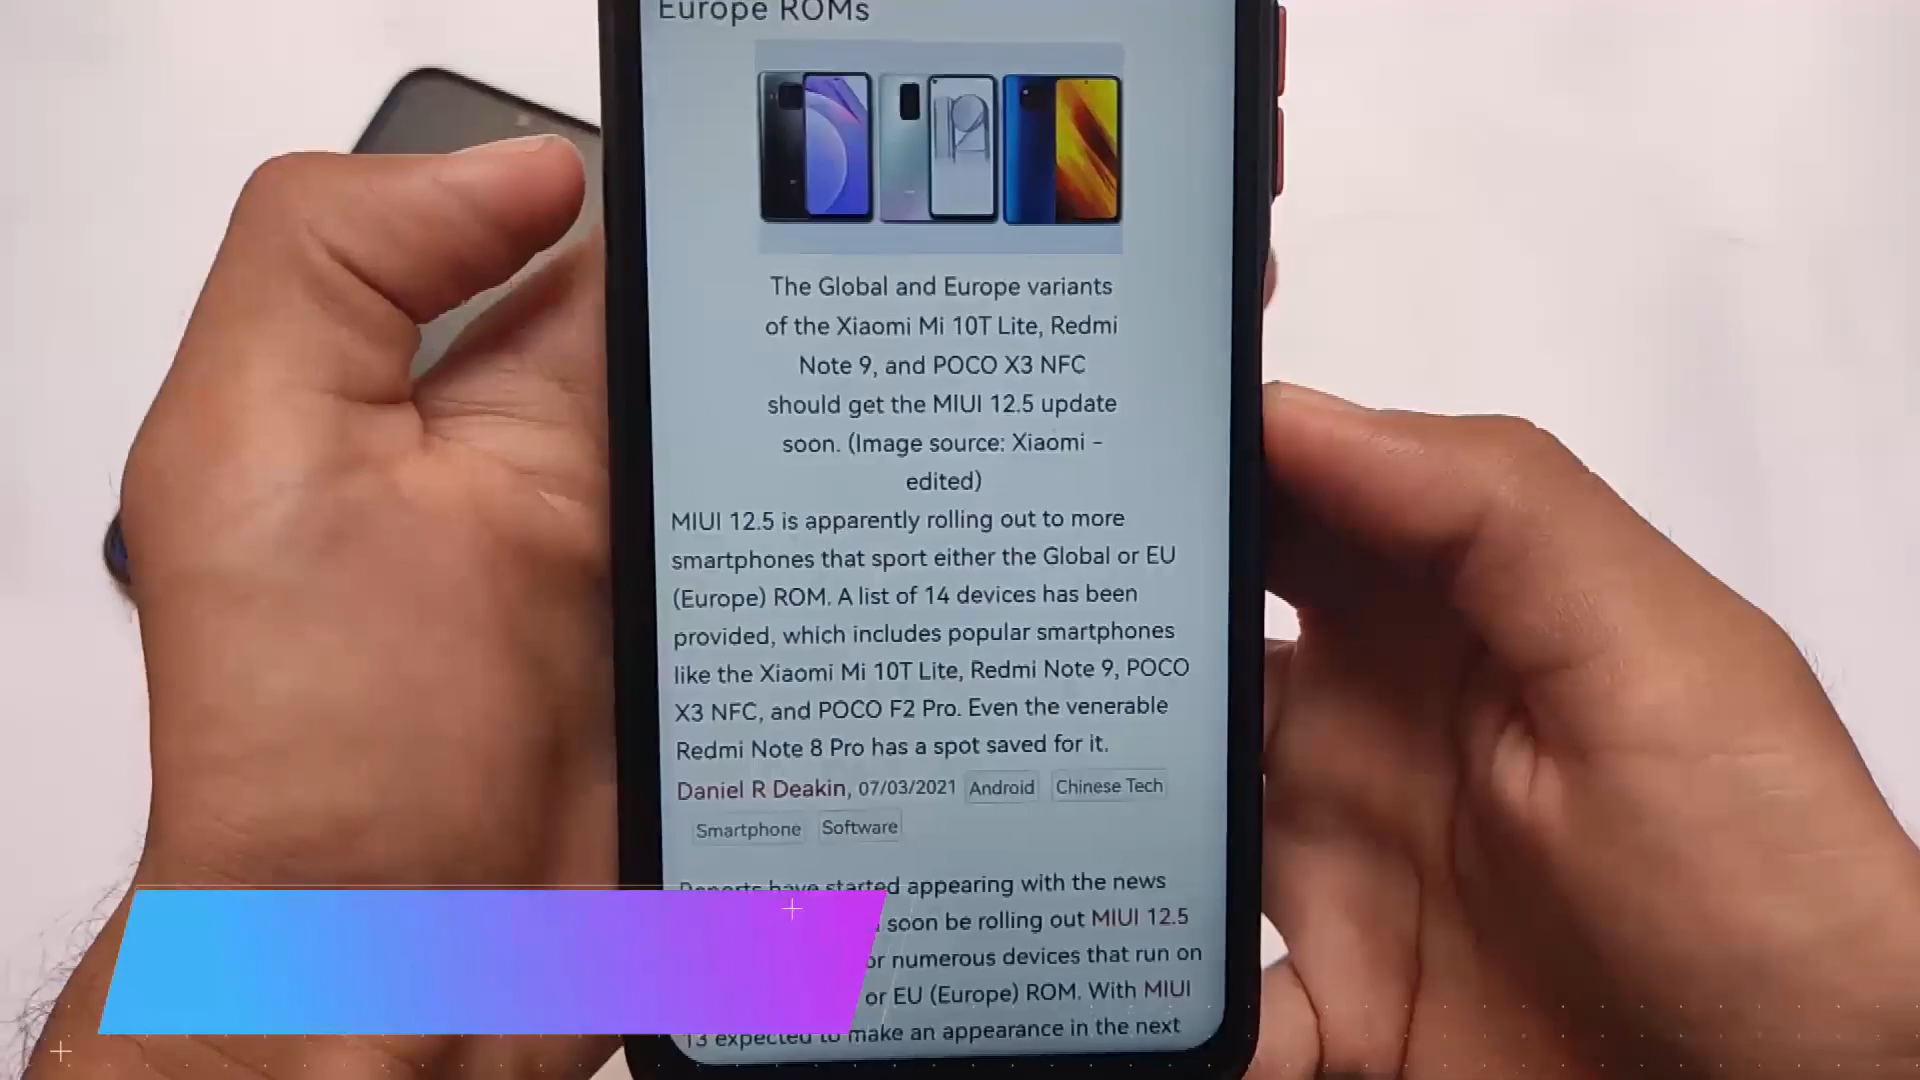 Europe ROMs
The Global and Europe variants
of the Xiaomi Mi 10T Lite, Redmi
Note 9, and POCO X3 NFC
should get the MIUI 12.5 update
soon. (Image source: Xiaomi -
edited)
MIUI 12.5 is apparently rolling out to more
smartphones that sport either the Global or EU
(Europe) ROM. A list of 14 devices has been
provided, which includes popular smartphones
like the Xiaomi Mi 10T Lite, Redmi Note 9, POCO
X3 NFC, and POCO F2 Pro. Even the venerable
Redmi Note 8 Pro has a spot saved for it.
Daniel R Deakin, 07/03/2021 Android Chinese Tech
Smartphone Software
Reports have started appearing with the news
soon be rolling out MIUI 12.5
or numerous devices that run on
or EU (Europe) ROM. With MIUI
13 expected to make an appearance in the next